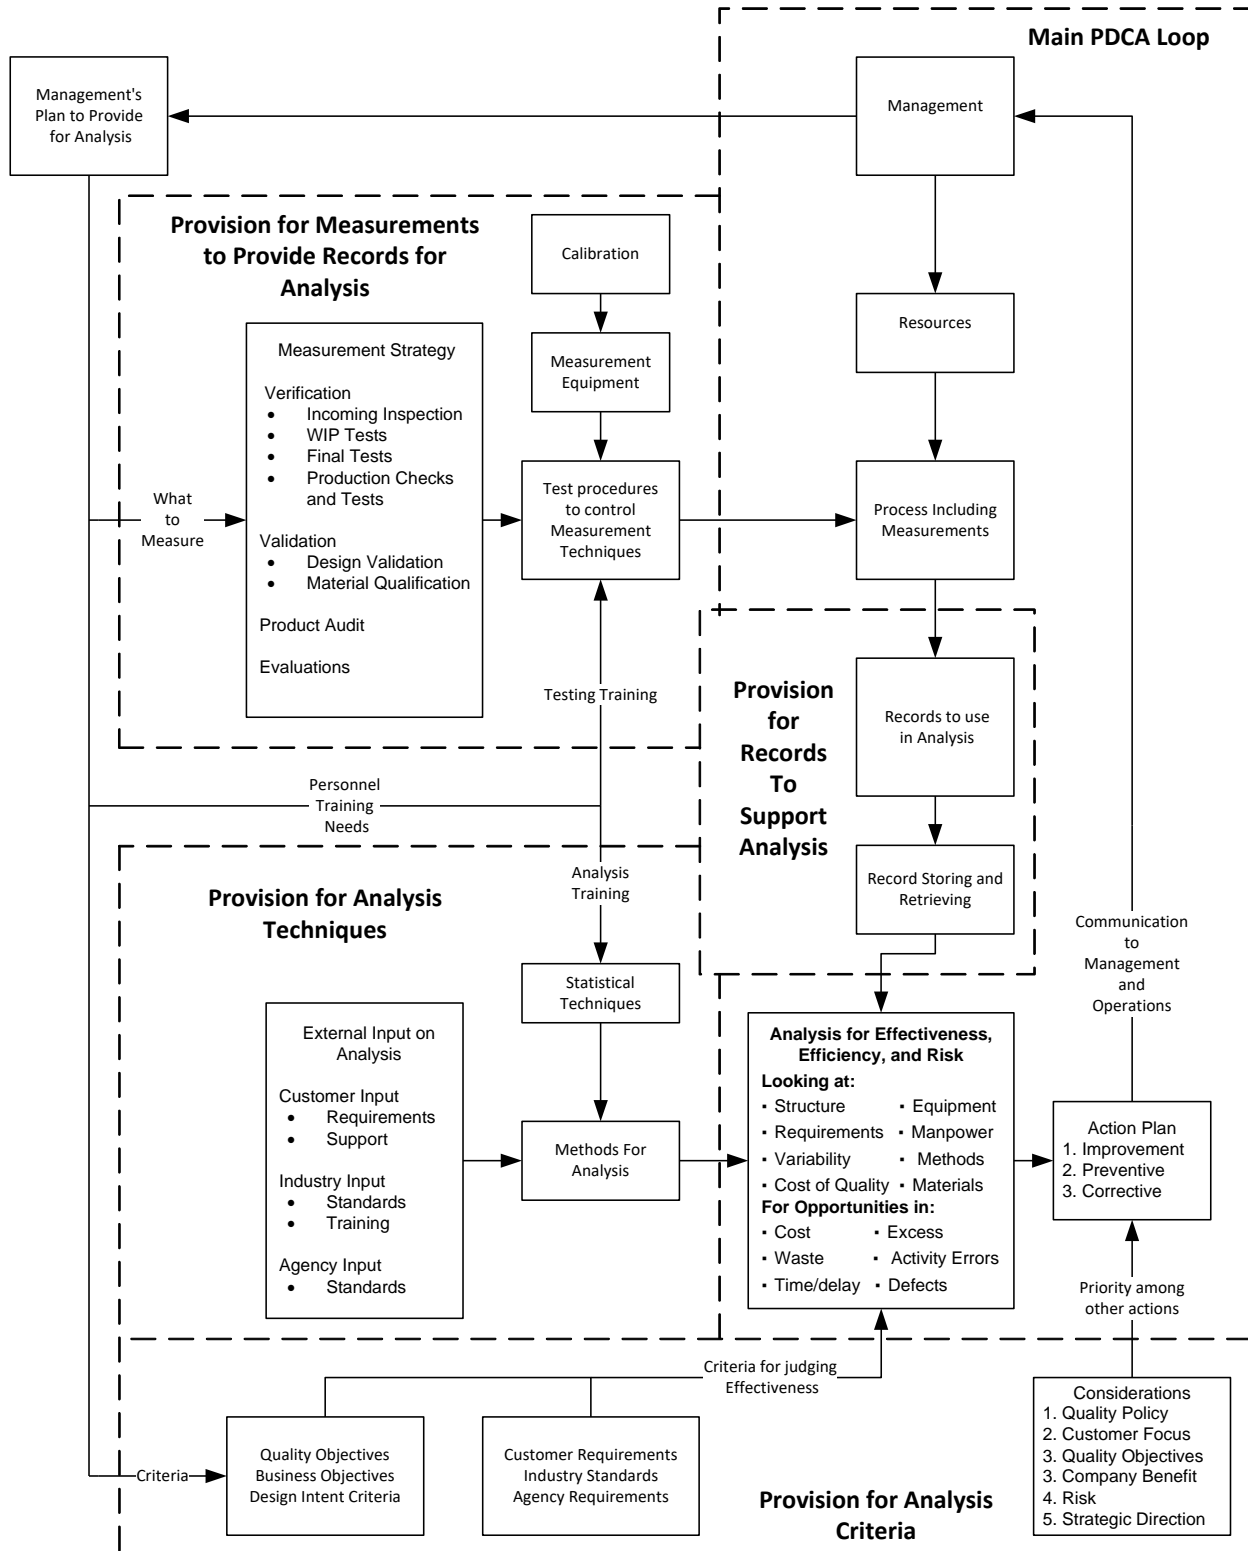 Main PDCA Loop
Management's
Plan to Provide
for Analysis
Management
Provision for Measurements
to Provide Records for
Analysis
Calibration
Resources
Measurement
Equipment
Measurement Strategy
Verification
• Incoming Inspection
• WIP Tests
• Final Tests
• Production Checks
and Tests
Validation
• Design Validation
• Material Qualification
Product Audit
Evaluations
What
to
Measure
Test procedures
to control
Measurement
Techniques
Process Including
Measurements
Testing Training
Provision
for
Records
To
Support
Analysis
Records to use
in Analysis
Personnel
Training
Needs
Record Storing and
Retrieving
Provision for Analysis
Techniques
Analysis
Training
Communication
to
Management
and
Operations
Statistical
Techniques
External Input on
Analysis
Customer Input
• Requirements
• Support
Industry Input
• Standards
• Training
Agency Input
• Standards
Methods For
Analysis
Analysis for Effectiveness,
Efficiency, and Risk
Looking at:
▪ Structure ▪ Equipment
▪ Requirements ▪ Manpower
▪ Variability ▪ Methods
▪ Cost of Quality ▪ Materials
For Opportunities in:
▪ Cost ▪ Excess
▪ Waste ▪ Activity Errors
▪ Time/delay ▪ Defects
Action Plan
1. Improvement
2. Preventive
3. Corrective
Priority among
other actions
Criteria for judging
Effectiveness
Criteria
Quality Objectives
Business Objectives
Design Intent Criteria
Customer Requirements
Industry Standards
Agency Requirements
Provision for Analysis
Criteria
Considerations
1. Quality Policy
2. Customer Focus
3. Quality Objectives
3. Company Benefit
4. Risk
5. Strategic Direction